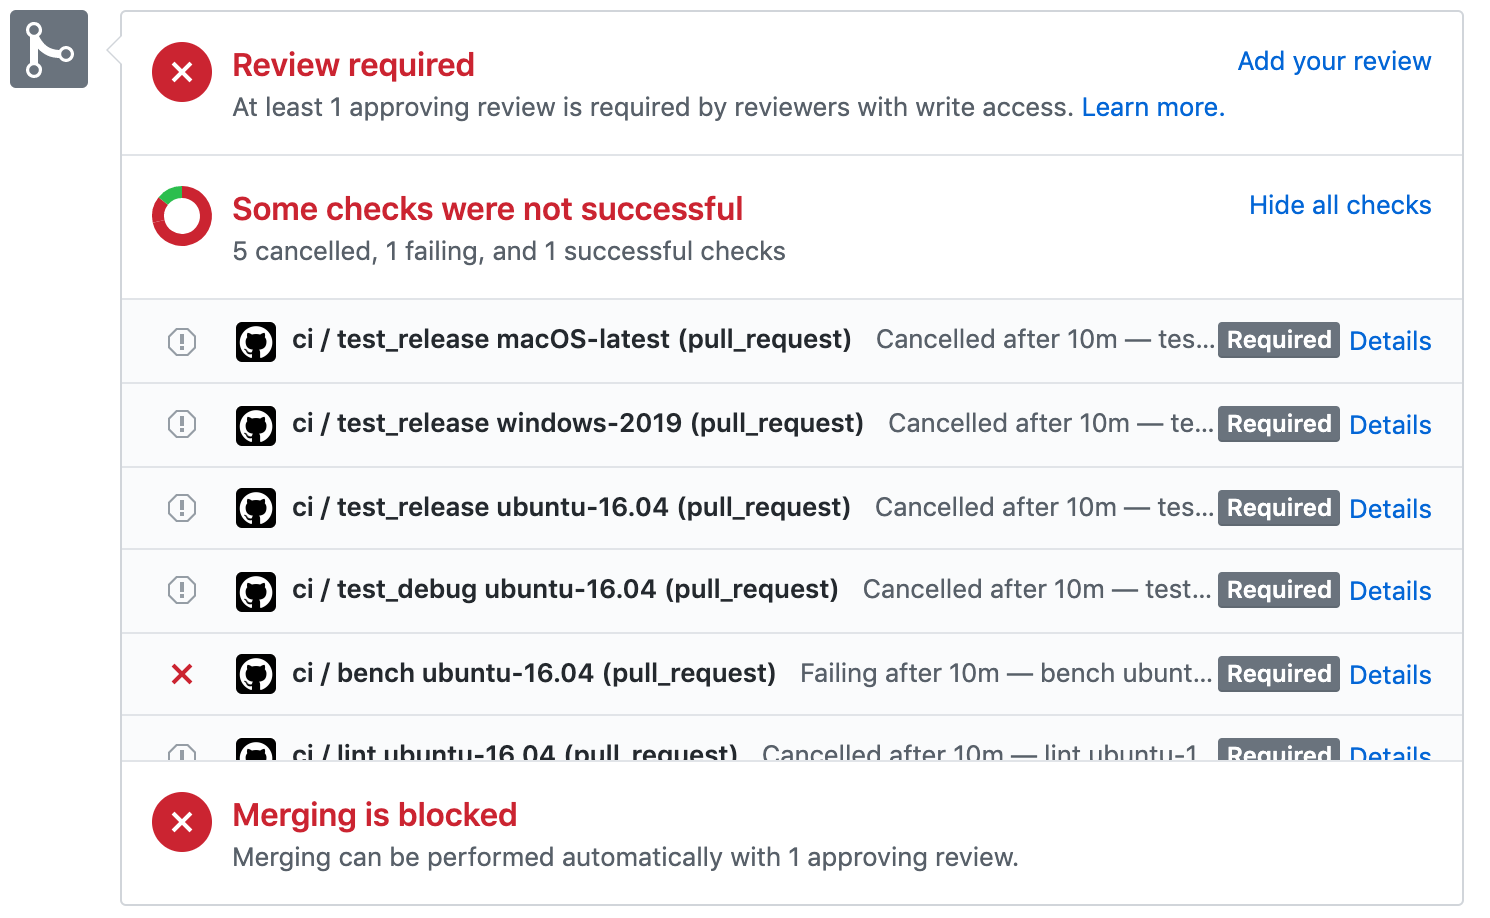 Review required
Add your review
At least 1 approving review is required by reviewers with write access. Learn more.
Some checks were not successful
Hide all checks
5 cancelled, 1 failing, and 1 successful checks
ci / test_release macOS-latest (pull_request) Cancelled after 10m — tes... Required Details
ci / test_release windows-2019 (pull_request) Cancelled after 10m — te... Required Details
ci / test_release ubuntu-16.04 (pull_request) Cancelled after 10m — tes... Required Details
ci / test_debug ubuntu-16.04 (pull_request) Cancelled after 10m — test... Required Details
ci / bench ubuntu-16.04 (pull_request) Failing after 10m — bench ubunt... Required Details
ci / lint ubuntu-16.04 (pull_request) Cancelled after 10m — lint ubuntu-1... Required Details
Merging is blocked
Merging can be performed automatically with 1 approving review.